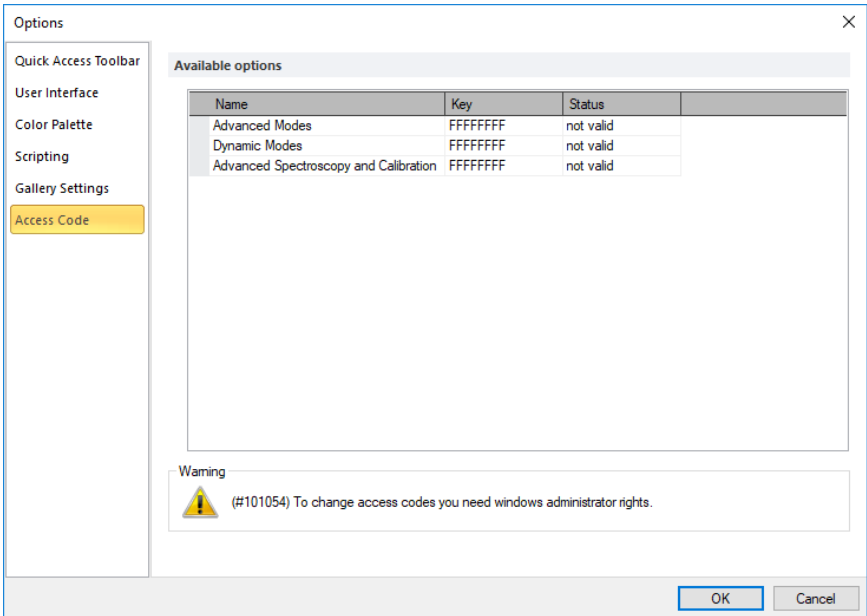 Options
Quick Access Toolbar
User Interface
Color Palette
Scripting
Gallery Settings
Access Code
Available options
Name Key Status
Advanced Modes FFFFFFFF not valid
Dynamic Modes FFFFFFFF not valid
Advanced Spectroscopy and Calibration FFFFFFFF not valid
Warning
(#101054) To change access codes you need windows administrator rights.
OK Cancel